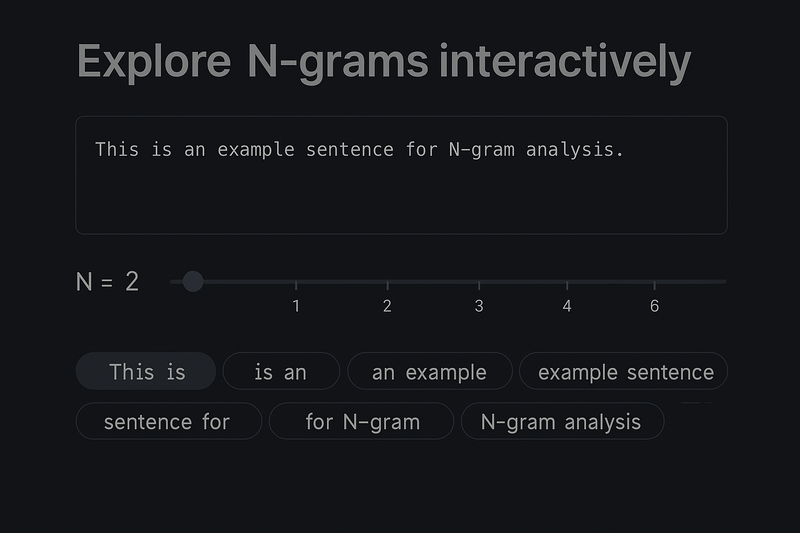 Explore N-grams interactively
This is an example sentence for N-gram analysis.
N = 2
1 2 3 4 6
This is is an an example example sentence
sentence for for N-gram N-gram analysis